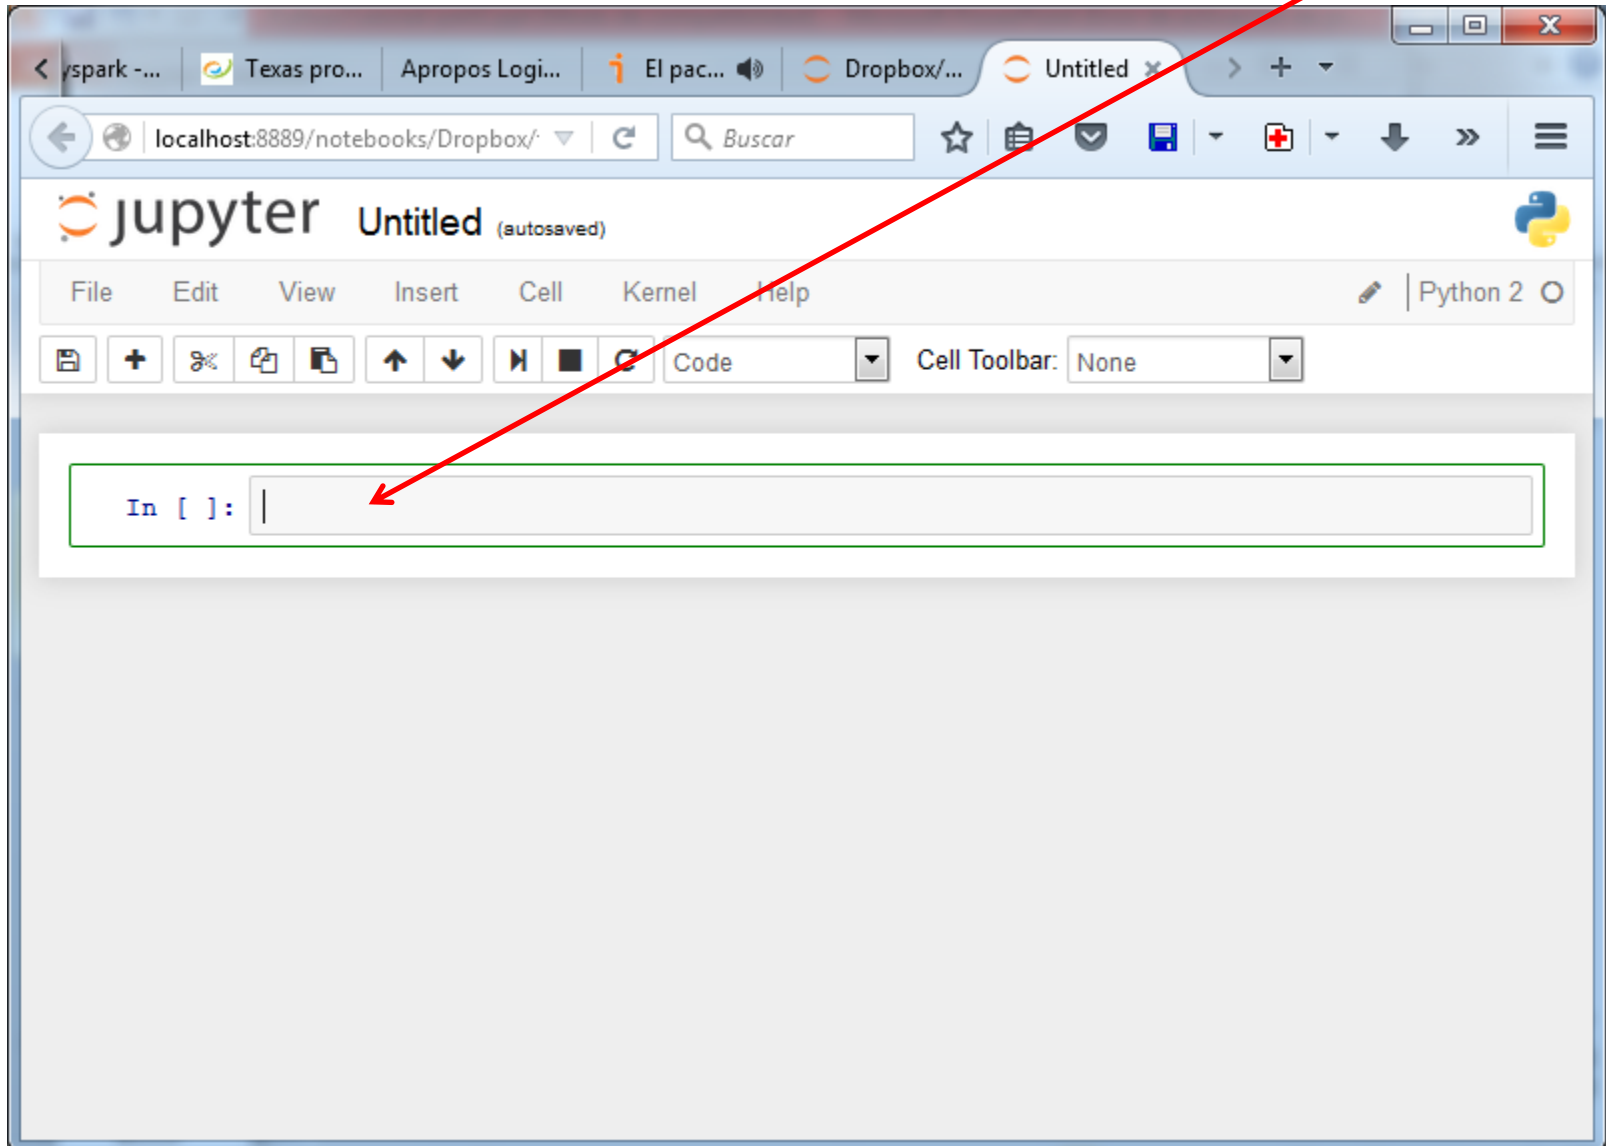 yspark -... Texas pro... Apropos Logi... El pac... Dropbox/... Untitled
localhost:8889/notebooks/Dropbox/ Buscar
jupyter Untitled (autosaved)
File Edit View Insert Cell Kernel Help Python 2
Code Cell Toolbar: None
In [ ]: